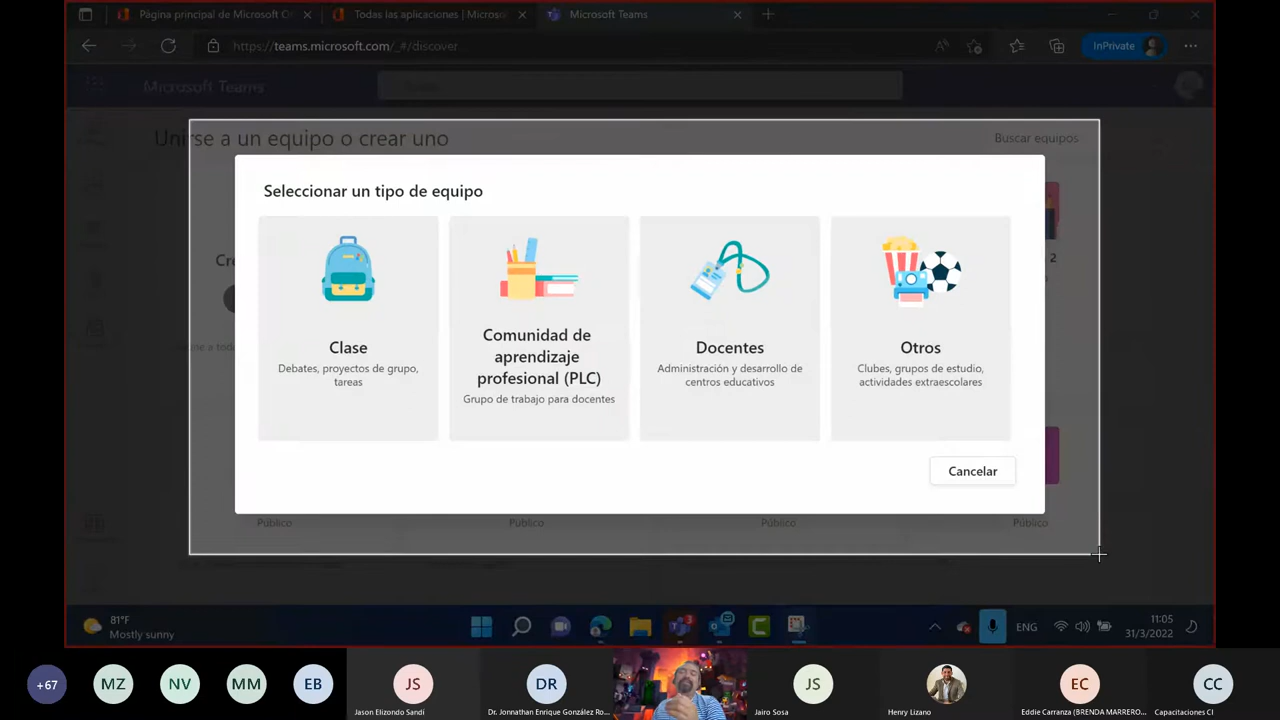 Página principal de Microsoft Of
Todas las aplicaciones | Microso
Microsoft Teams
https://teams.microsoft.com/_#/discover
InPrivate
Microsoft Teams
Unirse a un equipo o crear uno
Buscar equipos
Seleccionar un tipo de equipo
Clase
Debates, proyectos de grupo,
tareas
Comunidad de
aprendizaje
profesional (PLC)
Grupo de trabajo para docentes
Docentes
Administración y desarrollo de
centros educativos
Otros
Clubes, grupos de estudio,
actividades extraescolares
Cancelar
Público
Público
Público
Público
81°F
Mostly sunny
ENG
11:05
31/3/2022
+67
MZ
NV
MM
EB
JS
DR
JS
EC
CC
Jason Elizondo Sandí
Dr. Jonnathan Enrique González Ro...
Jairo Sosa
Henry Lizano
Eddie Carranza (BRENDA MARRERO...
Capacitaciones CI